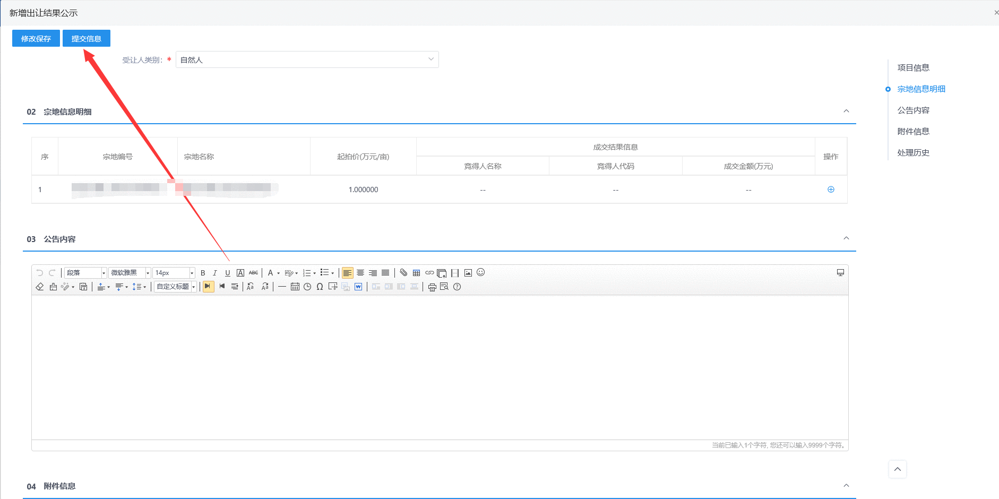 新增出让结果公示
修改保存 提交信息
受让人类别： * 自然人
项目信息
宗地信息明细
公告内容
附件信息
处理历史
02 宗地信息明细
序 宗地编号 宗地名称 起拍价(万元/亩) 成交结果信息 操作
竞得人名称 竞得人代码 成交金额(万元)
1 1.000000 -- -- --
03 公告内容
段落 微软雅黑 14px B I U A ABC A
自定义标题
当前已输入1个字符, 您还可以输入9999个字符。
04 附件信息